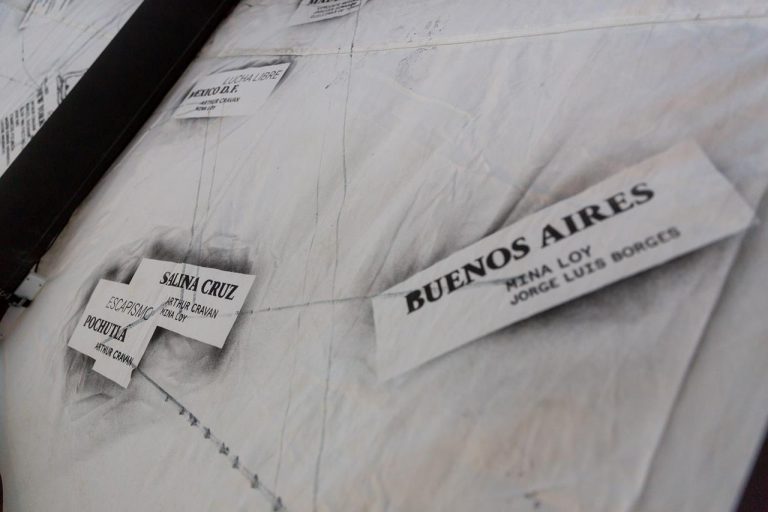 LUCHA LIBRE
MEXICO D.F.
ARTHUR CRAVAN
MINA LOY
BUENOS AIRES
MINA LOY
JORGE LUIS BORGES
SALINA CRUZ
ARTHUR CRAVAN
MINA LOY
ESCAPISMO
POCHUTLA
ARTHUR CRAVAN